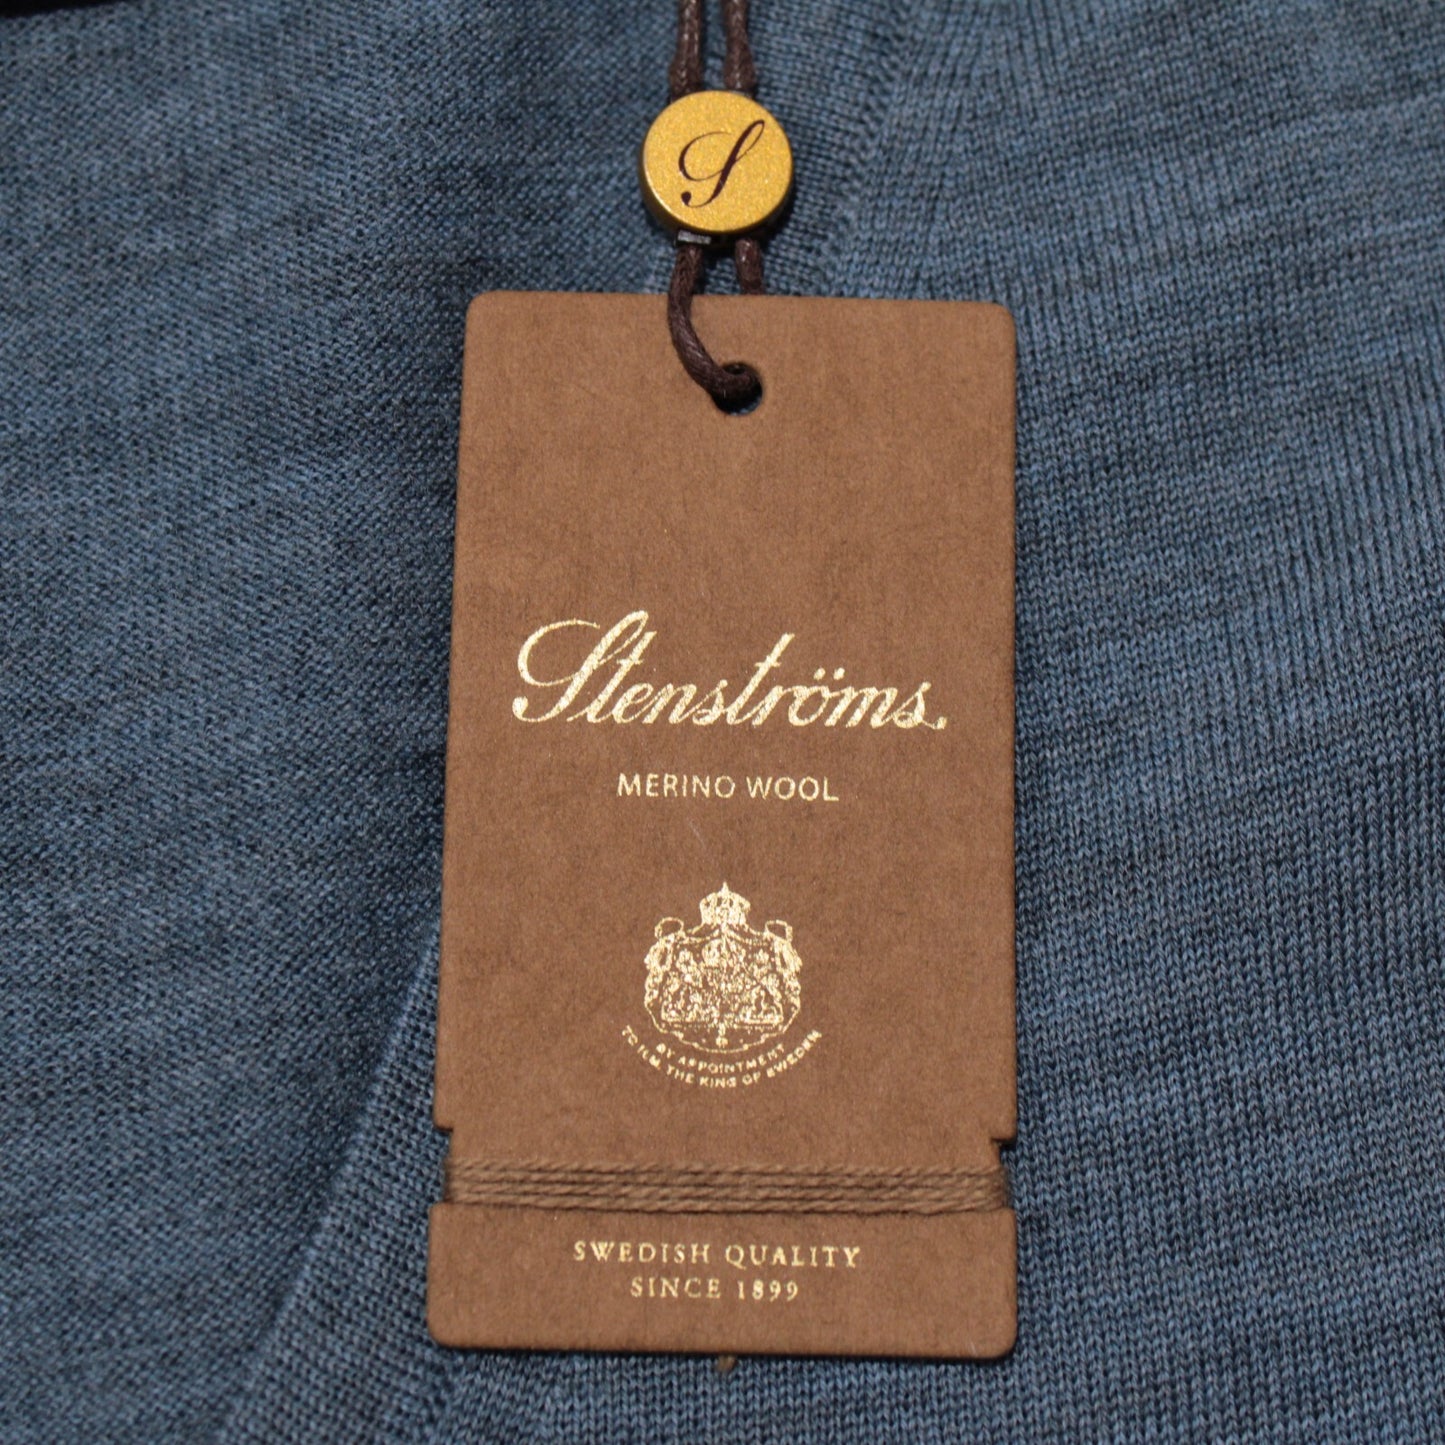 S
Stenströms
MERINO WOOL
BY APPOINTMENT
TO H.M. THE KING OF SWEDEN
SWEDISH QUALITY
SINCE 1899